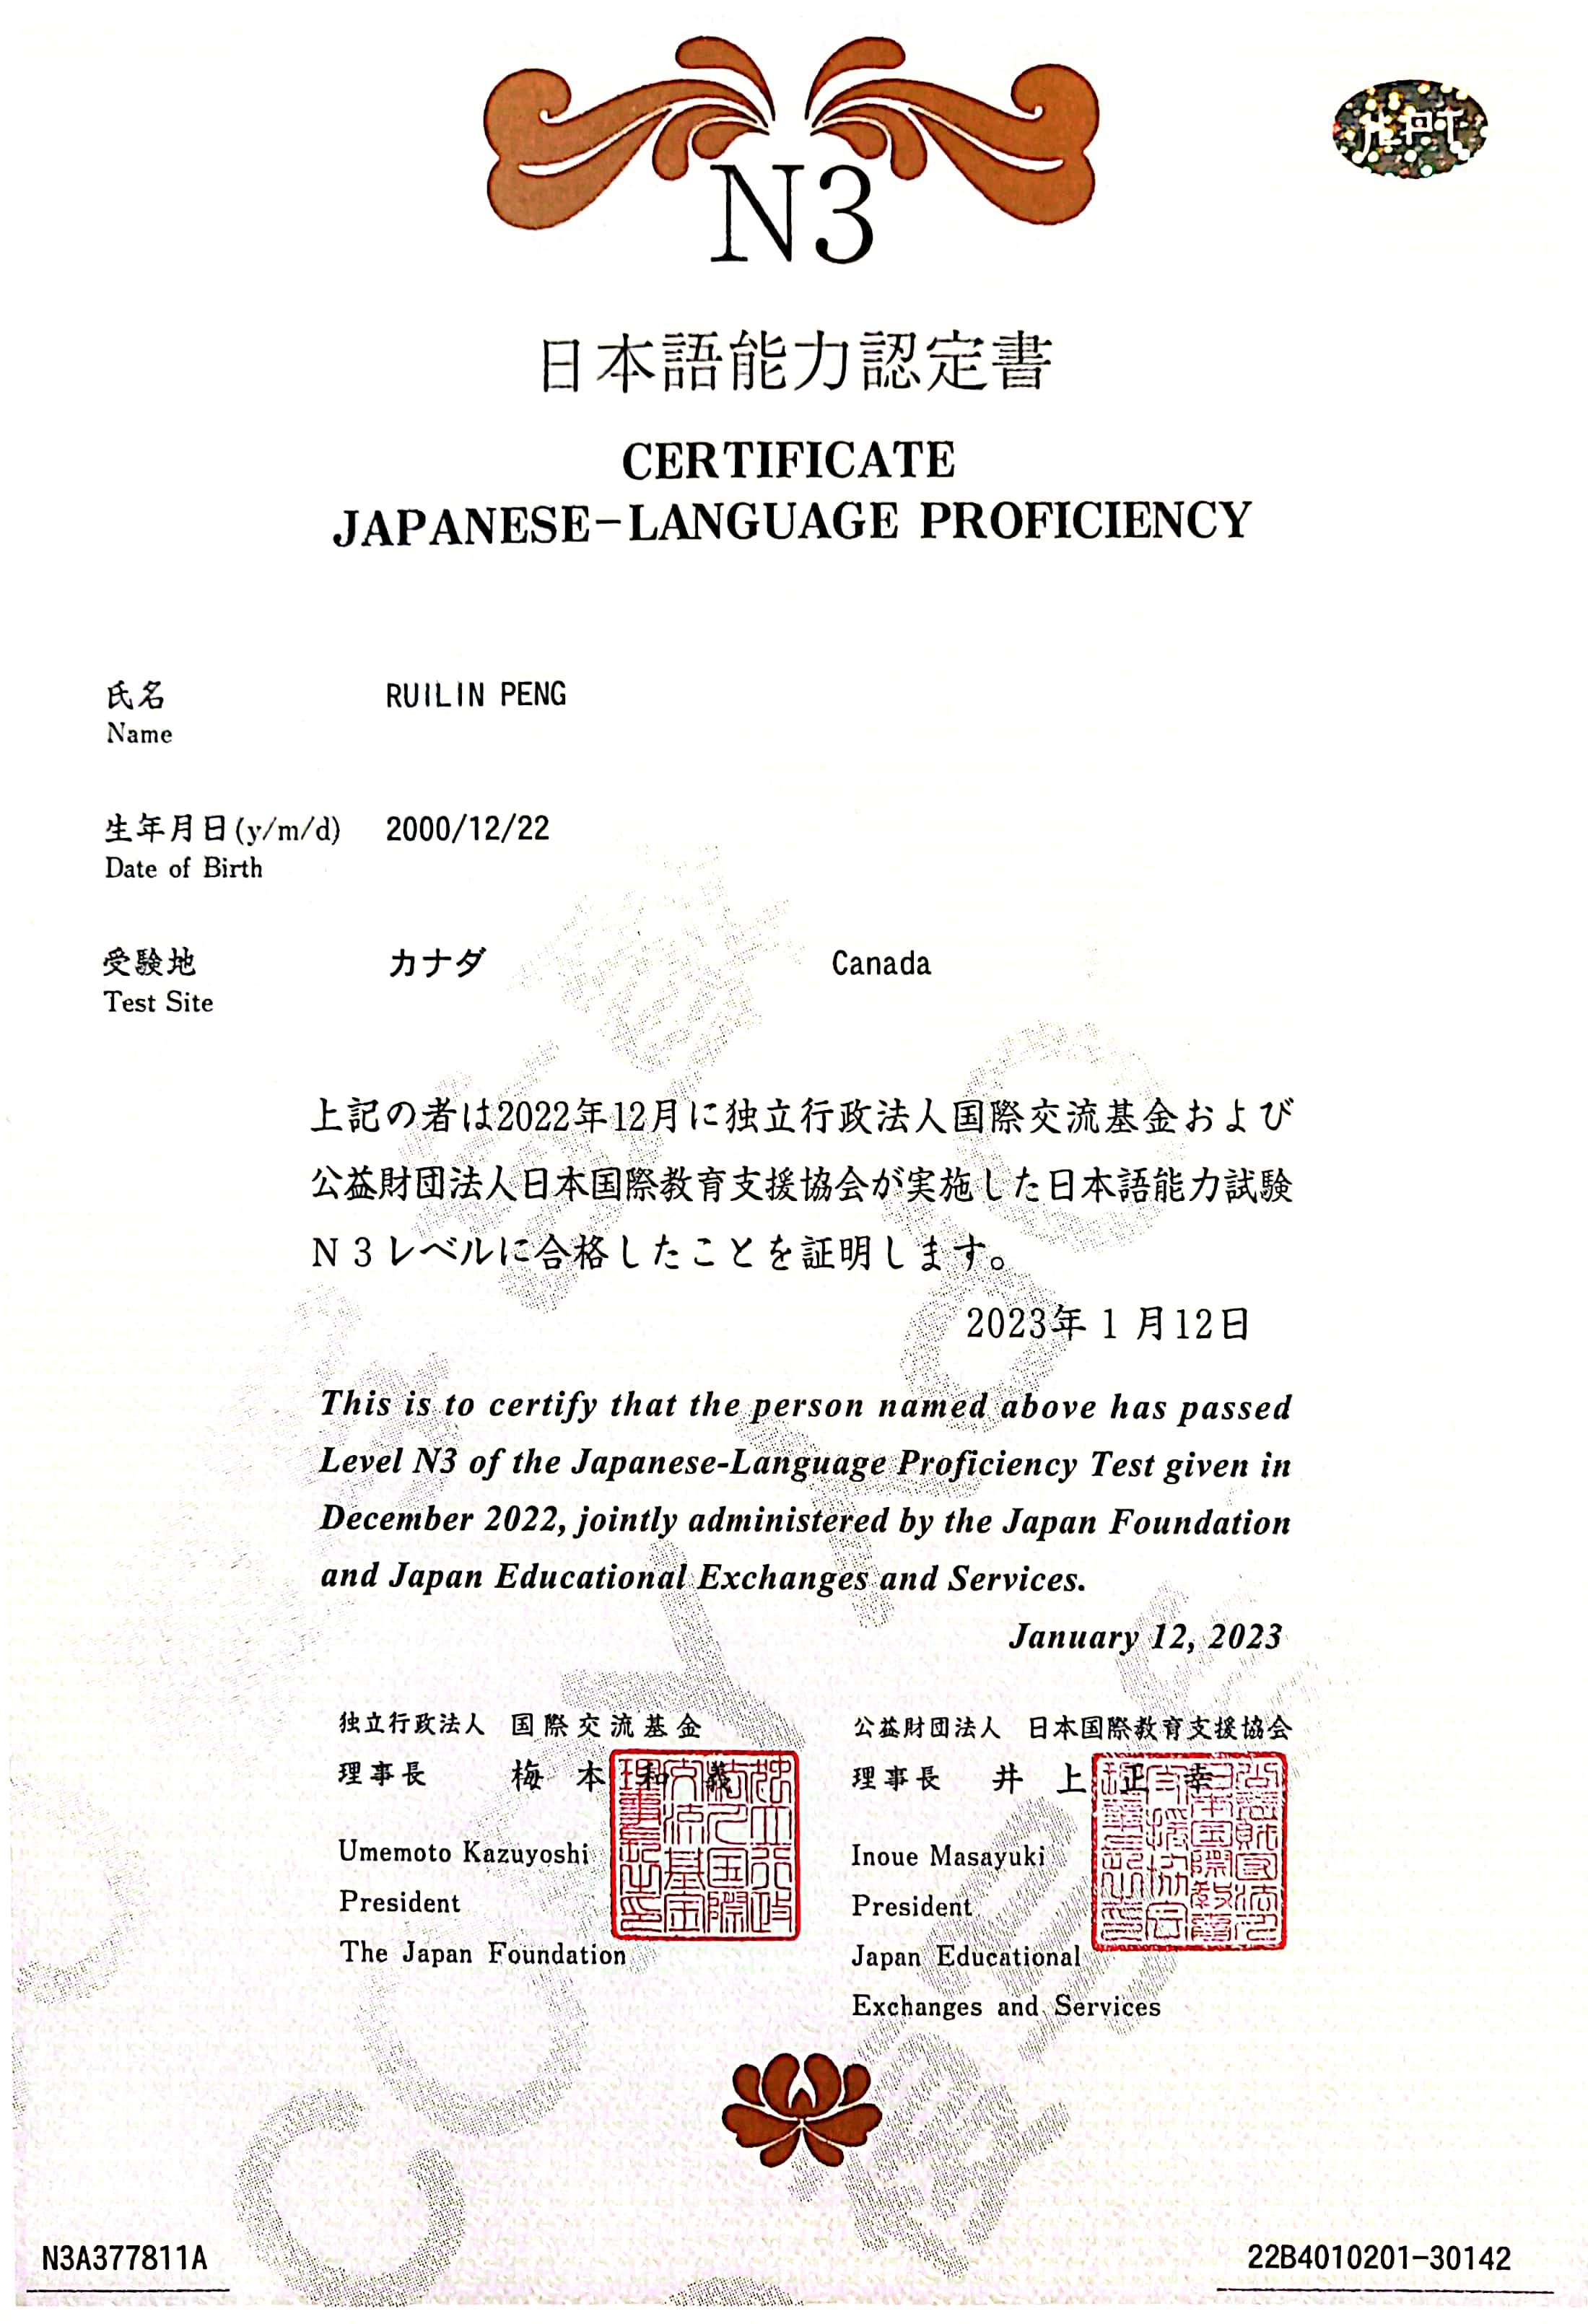 JLPT
N3
日本語能力認定書
CERTIFICATE
JAPANESE-LANGUAGE PROFICIENCY
氏名 RUILIN PENG
Name
生年月日(y/m/d) 2000/12/22
Date of Birth
受験地 カナダ Canada
Test Site
上記の者は2022年12月に独立行政法人国際交流基金および
公益財団法人日本国際教育支援協会が実施した日本語能力試験
N3レベルに合格したことを証明します。
2023年1月12日
This is to certify that the person named above has passed
Level N3 of the Japanese-Language Proficiency Test given in
December 2022, jointly administered by the Japan Foundation
and Japan Educational Exchanges and Services.
January 12, 2023
独立行政法人 国際交流基金
理事長 梅本和義
Umemoto Kazuyoshi
President
The Japan Foundation
公益財団法人 日本国際教育支援協会
理事長 井上正幸
Inoue Masayuki
President
Japan Educational
Exchanges and Services
N3A377811A
22B4010201-30142